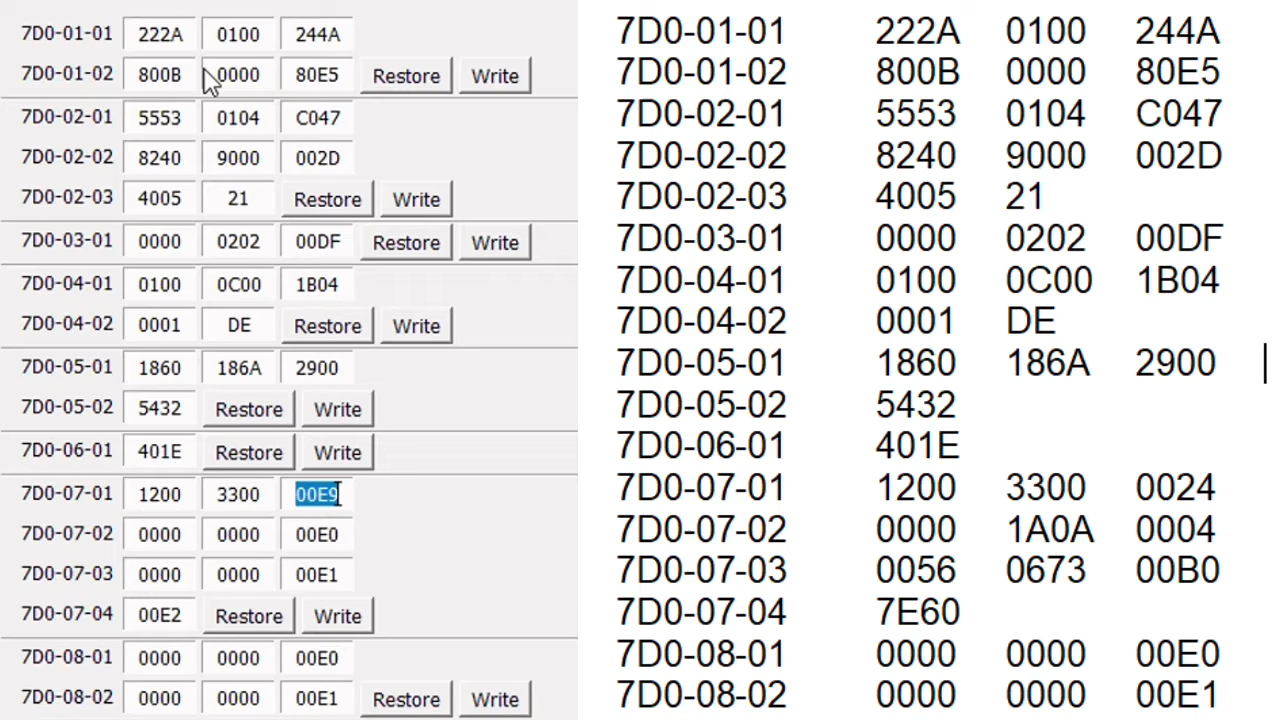 7D0-01-01 222A 0100 244A 7D0-01-01 222A 0100 244A
7D0-01-02 800B 0000 80E5 Restore Write 7D0-01-02 800B 0000 80E5
7D0-02-01 5553 0104 C047 7D0-02-01 5553 0104 C047
7D0-02-02 8240 9000 002D 7D0-02-02 8240 9000 002D
7D0-02-03 4005 21 Restore Write 7D0-02-03 4005 21
7D0-03-01 0000 0202 00DF Restore Write 7D0-03-01 0000 0202 00DF
7D0-04-01 0100 0C00 1B04 7D0-04-01 0100 0C00 1B04
7D0-04-02 0001 DE Restore Write 7D0-04-02 0001 DE
7D0-05-01 1860 186A 2900 7D0-05-01 1860 186A 2900
7D0-05-02 5432 Restore Write 7D0-05-02 5432
7D0-06-01 401E Restore Write 7D0-06-01 401E
7D0-07-01 1200 3300 00E9 7D0-07-01 1200 3300 0024
7D0-07-02 0000 0000 00E0 7D0-07-02 0000 1A0A 0004
7D0-07-03 0000 0000 00E1 7D0-07-03 0056 0673 00B0
7D0-07-04 00E2 Restore Write 7D0-07-04 7E60
7D0-08-01 0000 0000 00E0 7D0-08-01 0000 0000 00E0
7D0-08-02 0000 0000 00E1 Restore Write 7D0-08-02 0000 0000 00E1